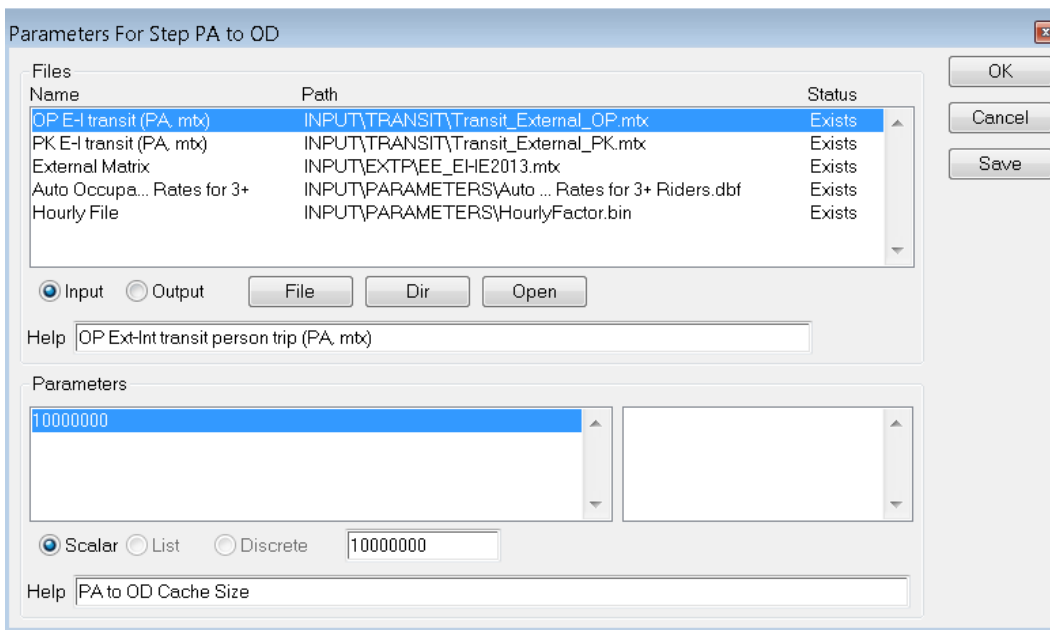 Parameters For Step PA to OD
Files
Name Path Status
OP E-I transit (PA, mtx) INPUT\TRANSIT\Transit_External_OP.mtx Exists
PK E-I transit (PA, mtx) INPUT\TRANSIT\Transit_External_PK.mtx Exists
External Matrix INPUT\EXTP\EE_EI-IE2013.mtx Exists
Auto Occupa... Rates for 3+ INPUT\PARAMETERS\Auto ... Rates for 3+ Riders.dbf Exists
Hourly File INPUT\PARAMETERS\HourlyFactor.bin Exists
Input Output File Dir Open
Help OP Ext-Int transit person trip (PA, mtx)
OK
Cancel
Save
Parameters
10000000
Scalar List Discrete 10000000
Help PA to OD Cache Size